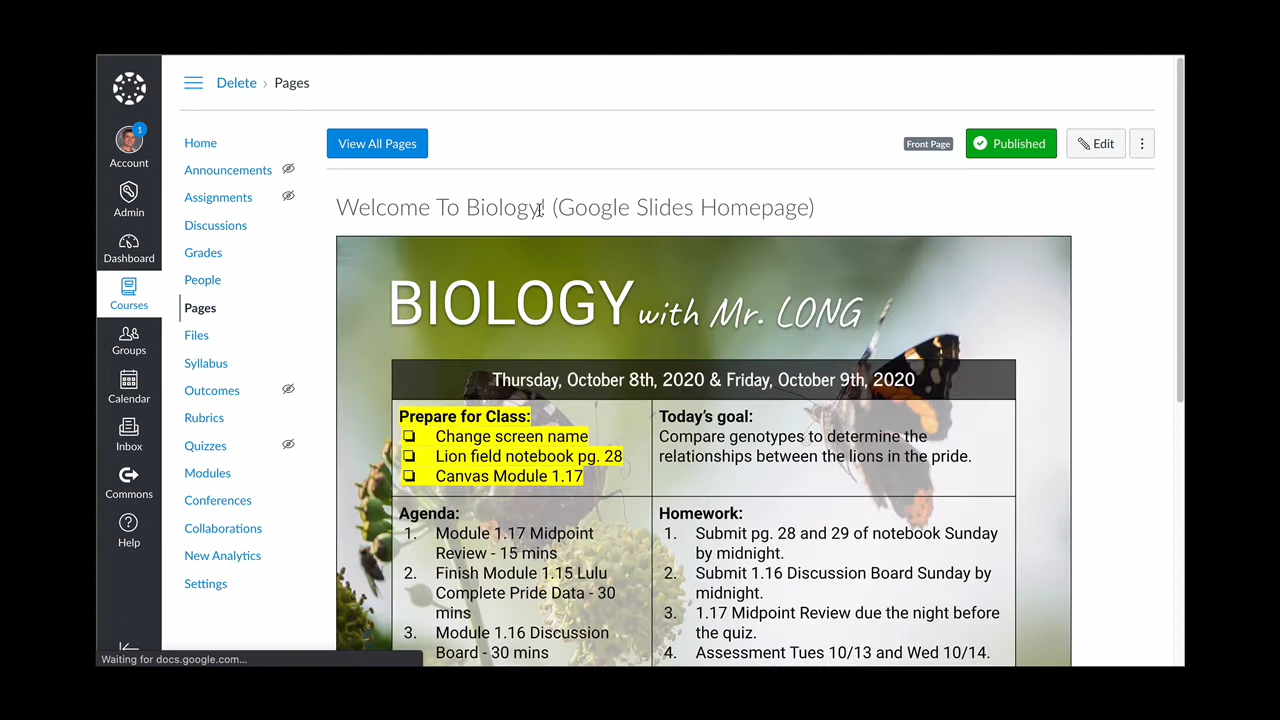 Delete › Pages
1
Account
Admin
Dashboard
Courses
Groups
Calendar
Inbox
Commons
Help
Home
Announcements
Assignments
Discussions
Grades
People
Pages
Files
Syllabus
Outcomes
Rubrics
Quizzes
Modules
Conferences
Collaborations
New Analytics
Settings
View All Pages
Front Page
Published
Edit
Welcome To Biology! (Google Slides Homepage)
BIOLOGY with Mr. LONG
Thursday, October 8th, 2020 & Friday, October 9th, 2020
Prepare for Class:
❏ Change screen name
❏ Lion field notebook pg. 28
❏ Canvas Module 1.17
Today's goal:
Compare genotypes to determine the
relationships between the lions in the pride.
Agenda:
1. Module 1.17 Midpoint
Review - 15 mins
2. Finish Module 1.15 Lulu
Complete Pride Data - 30
mins
3. Module 1.16 Discussion
Board - 30 mins
Homework:
1. Submit pg. 28 and 29 of notebook Sunday
by midnight.
2. Submit 1.16 Discussion Board Sunday by
midnight.
3. 1.17 Midpoint Review due the night before
the quiz.
4. Assessment Tues 10/13 and Wed 10/14.
Waiting for docs.google.com...